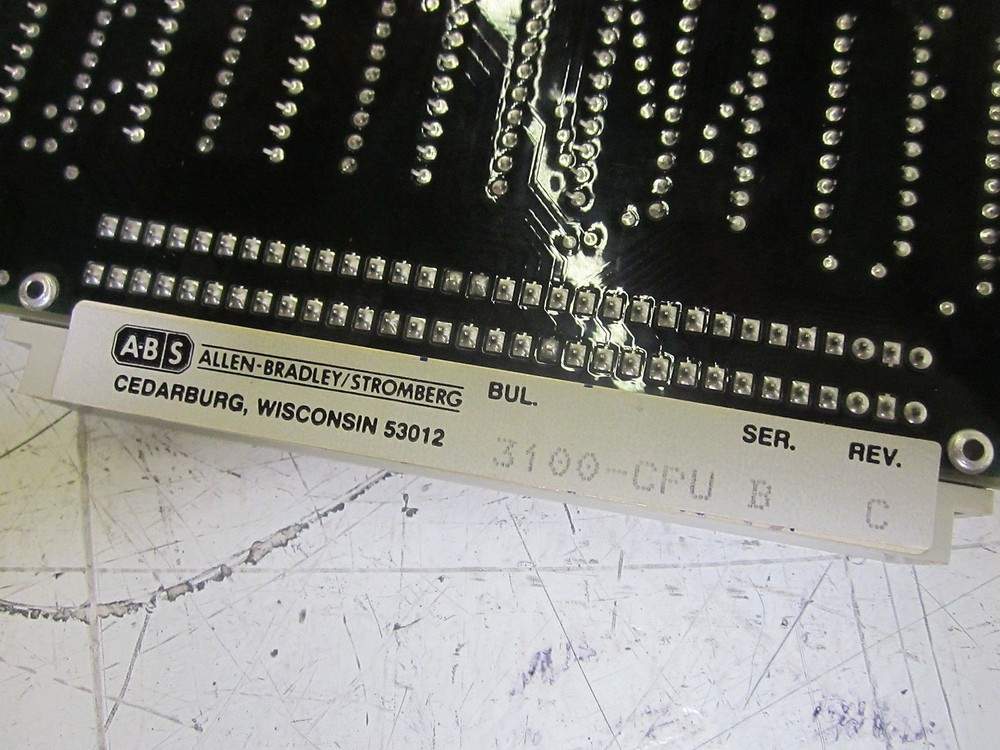 A-B S ALLEN-BRADLEY/STROMBERG
CEDARBURG, WISCONSIN 53012
BUL. SER. REV.
3100-CPU B C